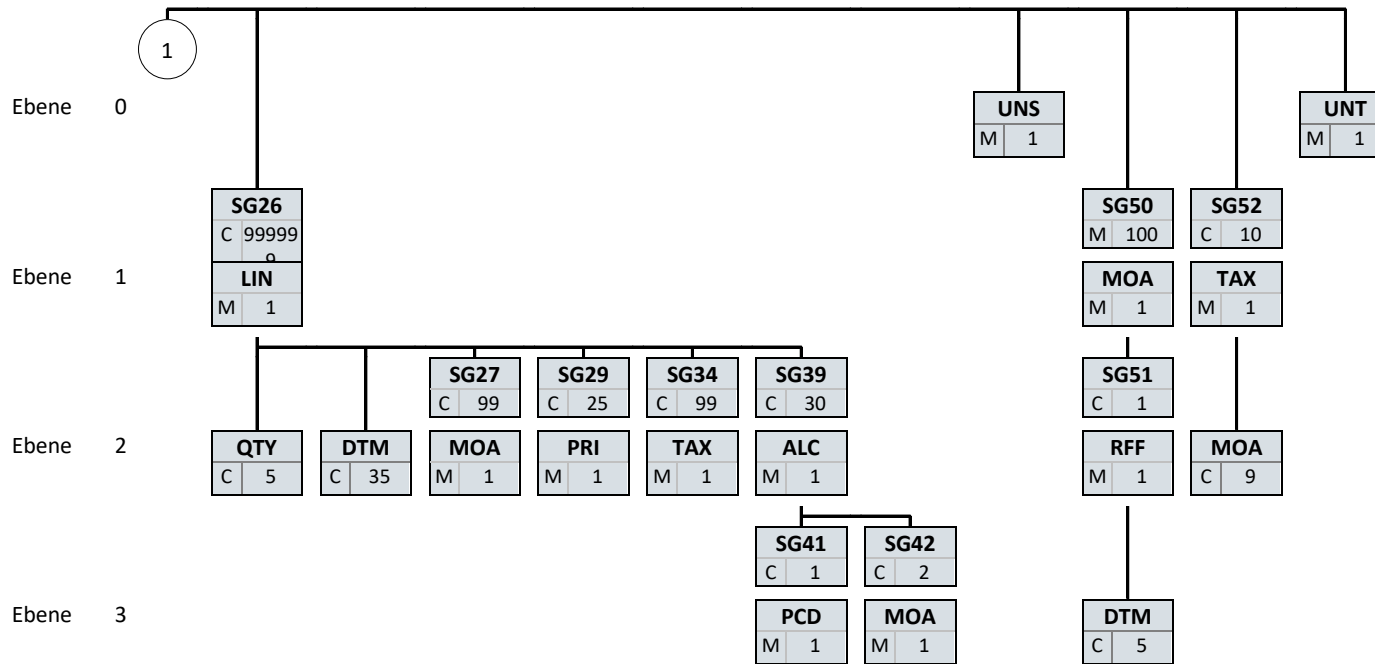 1
Ebene 0
UNS
M 1
UNT
M 1
SG26
C 99999
9
SG50
M 100
SG52
C 10
Ebene 1
LIN
M 1
MOA
M 1
TAX
M 1
SG27
C 99
SG29
C 25
SG34
C 99
SG39
C 30
SG51
C 1
Ebene 2
QTY
C 5
DTM
C 35
MOA
M 1
PRI
M 1
TAX
M 1
ALC
M 1
RFF
M 1
MOA
C 9
SG41
C 1
SG42
C 2
Ebene 3
PCD
M 1
MOA
M 1
DTM
C 5